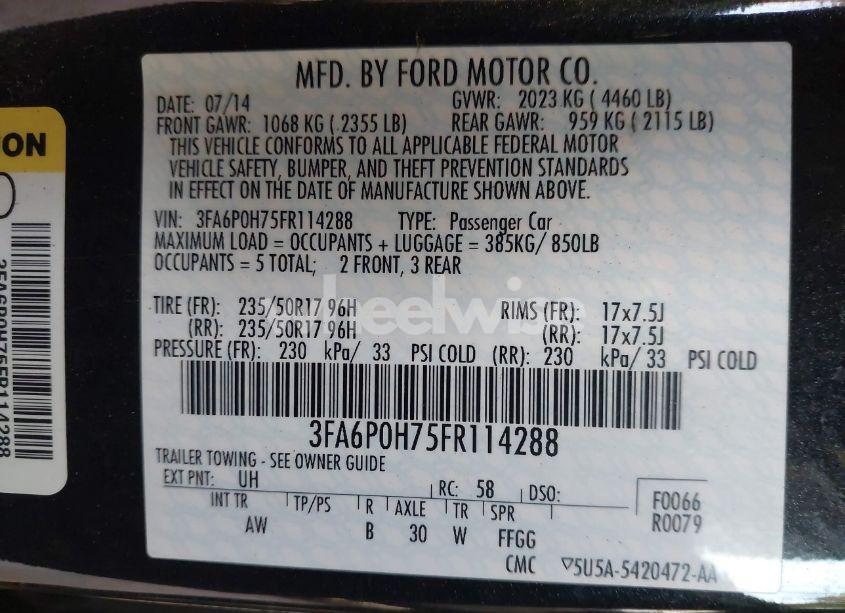 MFD. BY FORD MOTOR CO.
DATE: 07/14 GVWR: 2023 KG ( 4460 LB)
FRONT GAWR: 1068 KG ( 2355 LB) REAR GAWR: 959 KG ( 2115 LB)
THIS VEHICLE CONFORMS TO ALL APPLICABLE FEDERAL MOTOR
VEHICLE SAFETY, BUMPER, AND THEFT PREVENTION STANDARDS
IN EFFECT ON THE DATE OF MANUFACTURE SHOWN ABOVE.
VIN: 3FA6P0H75FR114288 TYPE: Passenger Car
MAXIMUM LOAD = OCCUPANTS + LUGGAGE = 385KG/ 850LB
OCCUPANTS = 5 TOTAL; 2 FRONT, 3 REAR
TIRE (FR): 235/50R17 96H RIMS (FR): 17x7.5J
(RR): 235/50R17 96H (RR): 17x7.5J
PRESSURE (FR): 230 kPa/ 33 PSI COLD (RR): 230 kPa/ 33 PSI COLD
3FA6P0H75FR114288
TRAILER TOWING - SEE OWNER GUIDE
EXT PNT: UH RC: 58 DSO:
INT TR TP/PS R AXLE TR SPR
AW B 30 W FFGG
F0066
R0079
CMC ▽5U5A-5420472-AA
ION
3FA6P0H75FR114288